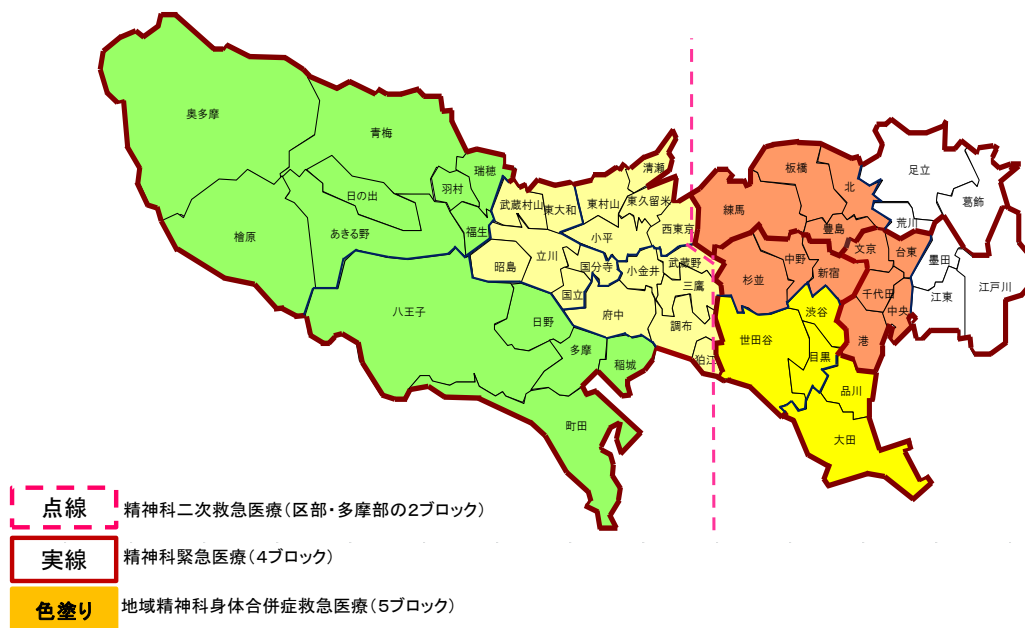 奥多摩
青梅
日の出
瑞穂
羽村
福生
檜原
あきる野
武蔵村山
東大和
東村山
清瀬
東久留米
西東京
小平
昭島
立川
国分寺
国立
小金井
武蔵野
三鷹
府中
調布
狛江
八王子
日野
多摩
稲城
町田
板橋
北
練馬
豊島
足立
葛飾
荒川
文京
台東
墨田
江戸川
江東
杉並
中野
新宿
千代田
中央
港
渋谷
世田谷
目黒
品川
大田
点線 精神科二次救急医療(区部・多摩部の2ブロック)
実線 精神科緊急医療(4ブロック)
色塗り 地域精神科身体合併症救急医療(5ブロック)